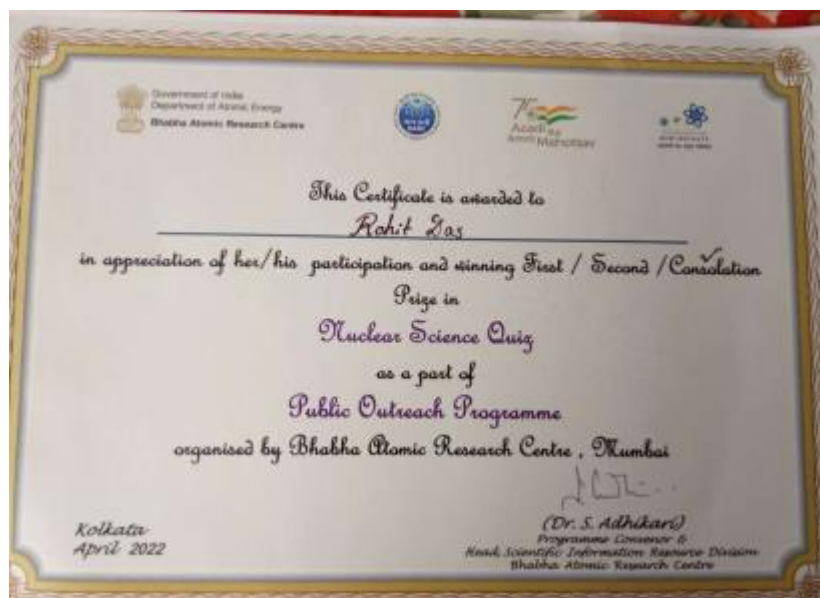 Government of India
Department of Atomic Energy
Bhabha Atomic Research Centre
75
Azadi Ka
Amrit Mahotsav
This Certificate is awarded to
Rohit Das
in appreciation of her/his participation and winning First / Second / Consolation
Prize in
Nuclear Science Quiz
as a part of
Public Outreach Programme
organised by Bhabha Atomic Research Centre , Mumbai
Kolkata
April 2022
(Dr. S. Adhikari)
Programme Convenor &
Head, Scientific Information Resource Division
Bhabha Atomic Research Centre